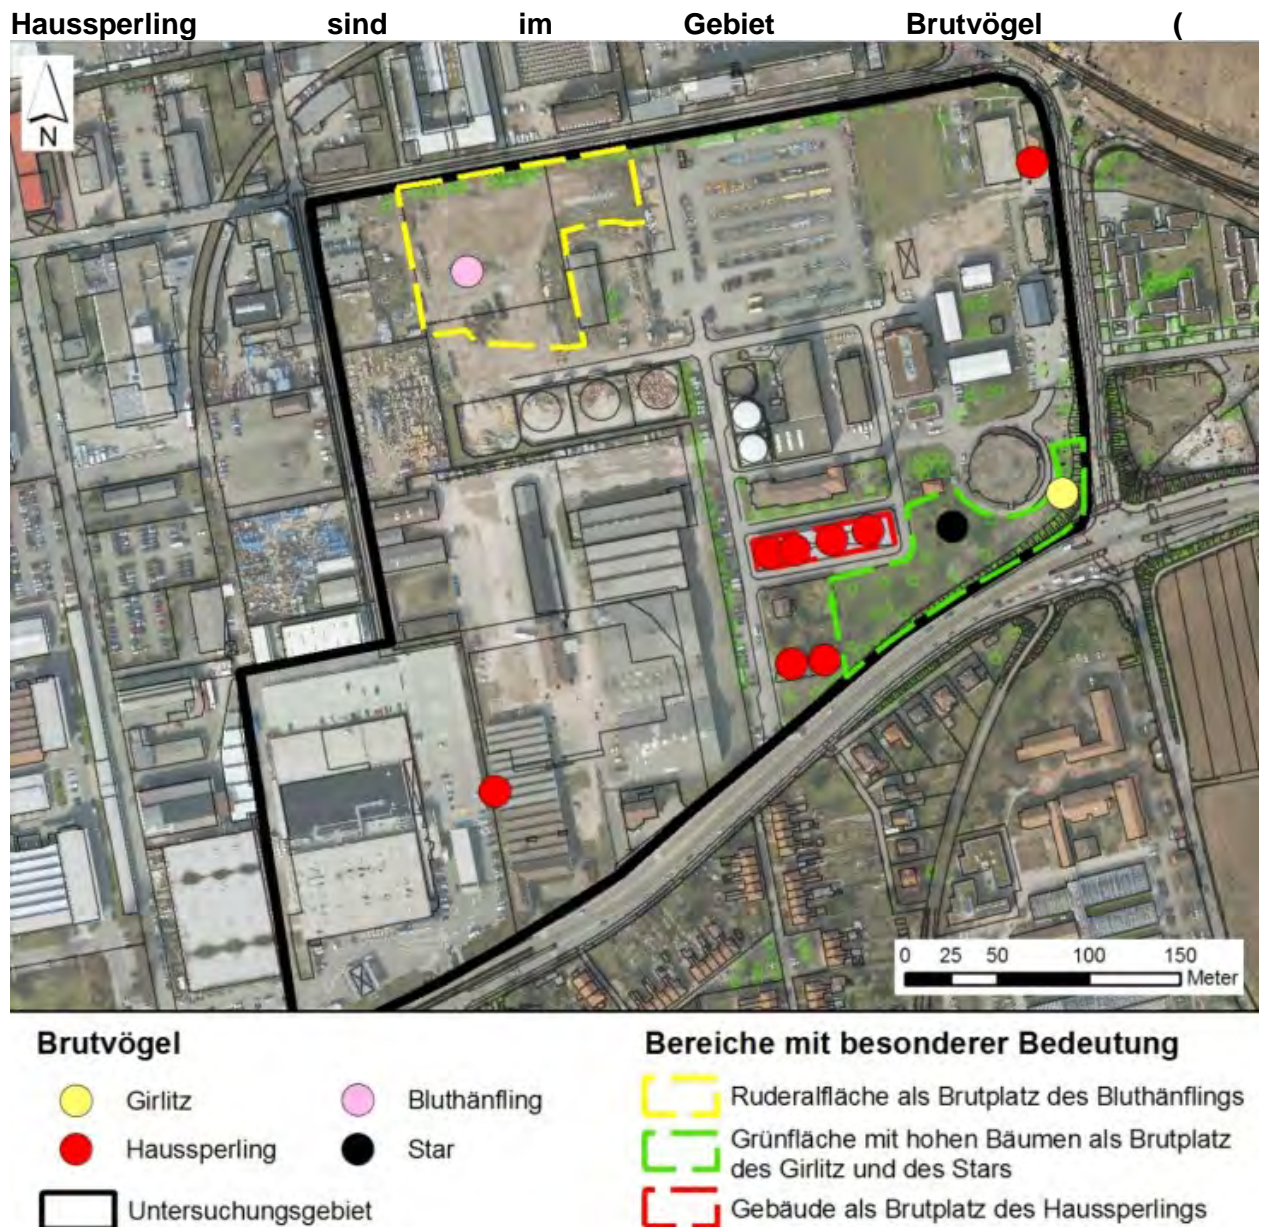 Haussperling sind im Gebiet Brutvögel (
N
0 25 50 100 150
Meter
Brutvögel
Girlitz
Bluthänfling
Haussperling
Star
Untersuchungsgebiet
Bereiche mit besonderer Bedeutung
Ruderalfläche als Brutplatz des Bluthänflings
Grünfläche mit hohen Bäumen als Brutplatz
des Girlitz und des Stars
Gebäude als Brutplatz des Haussperlings